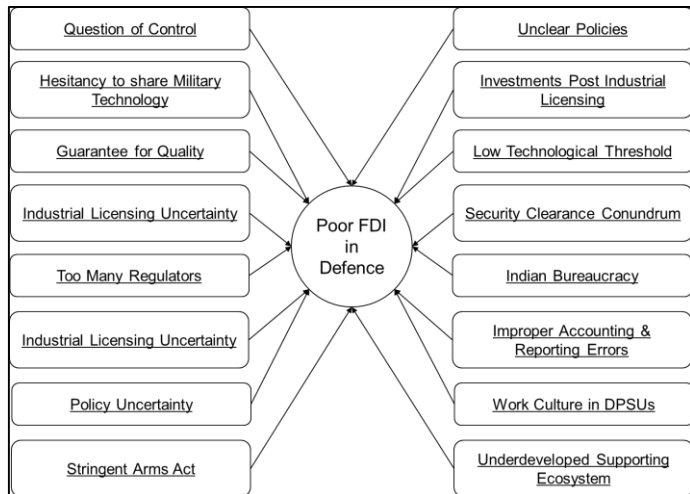 Question of Control
Hesitancy to share Military
Technology
Guarantee for Quality
Industrial Licensing Uncertainty
Too Many Regulators
Industrial Licensing Uncertainty
Policy Uncertainty
Stringent Arms Act
Poor FDI
in
Defence
Unclear Policies
Investments Post Industrial
Licensing
Low Technological Threshold
Security Clearance Conundrum
Indian Bureaucracy
Improper Accounting &
Reporting Errors
Work Culture in DPSUs
Underdeveloped Supporting
Ecosystem